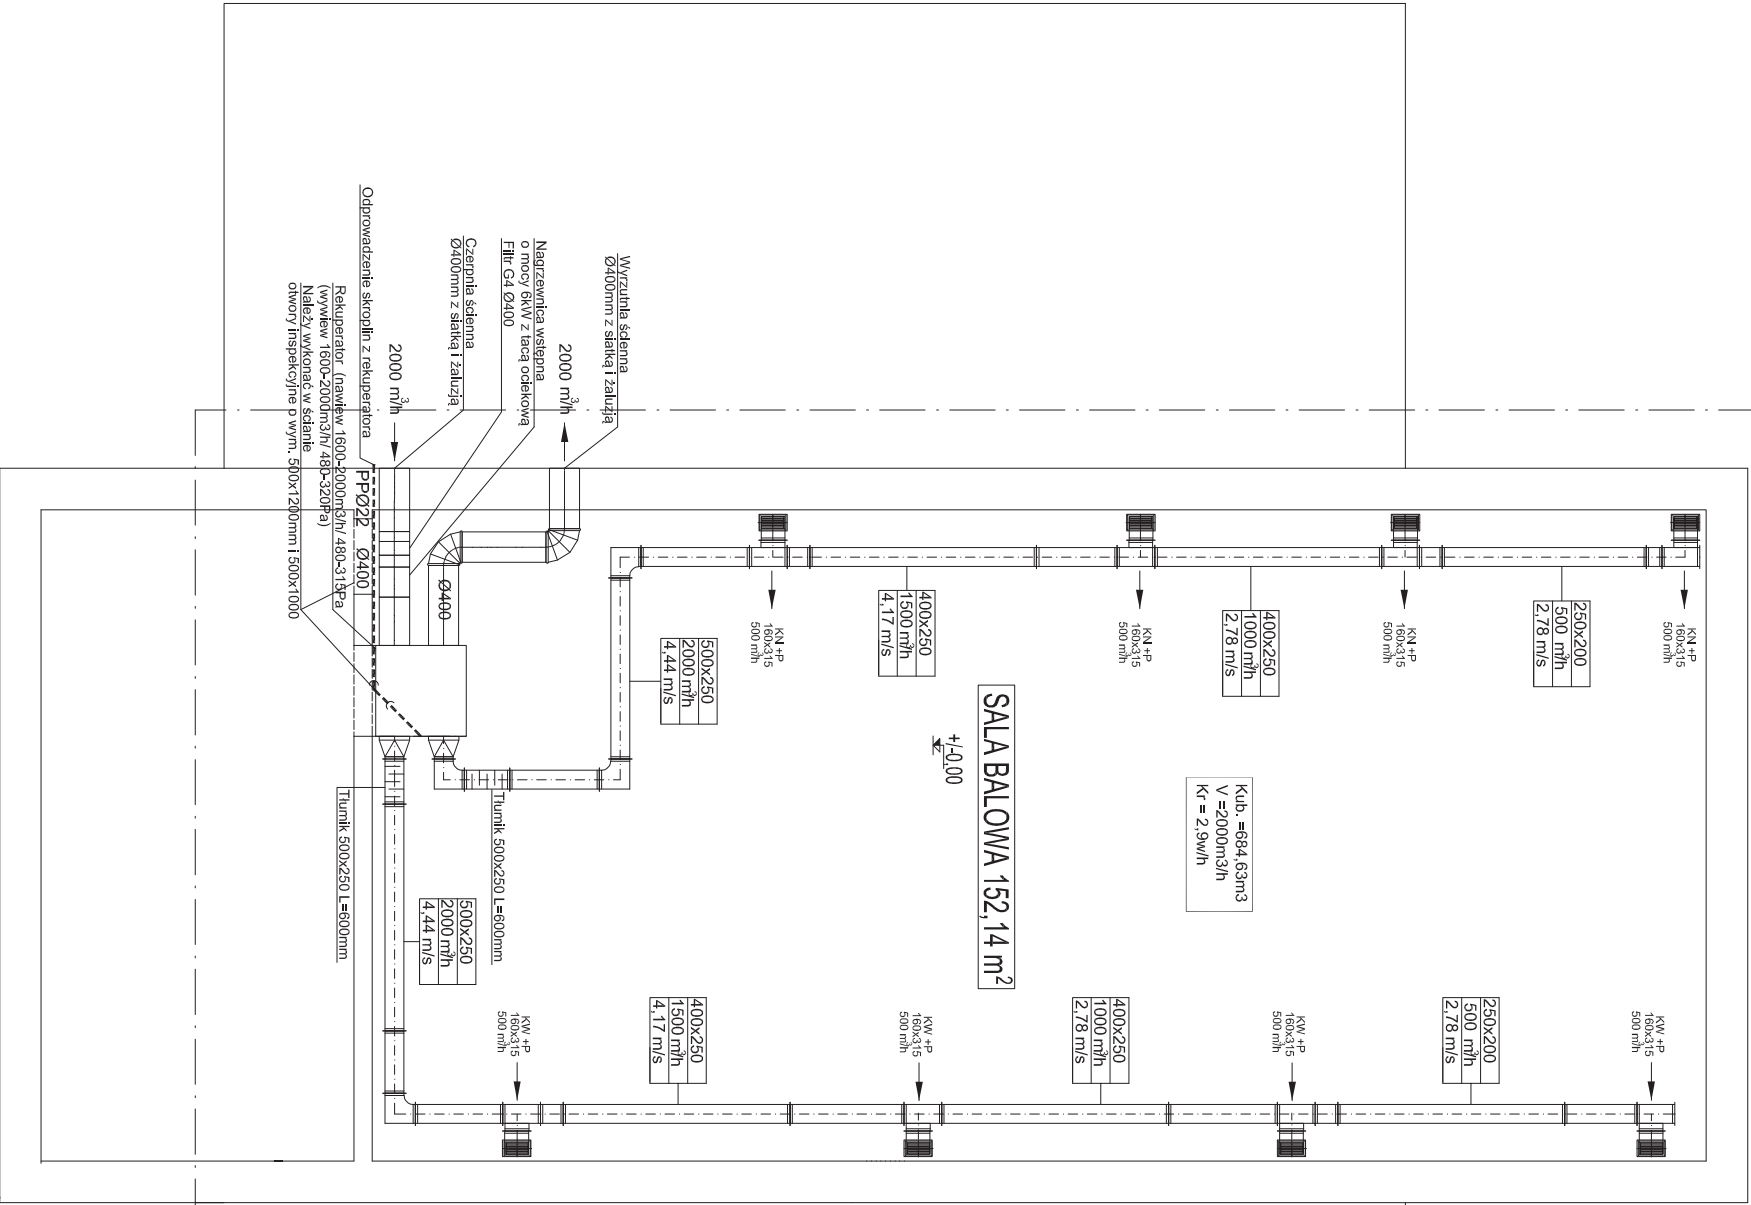 Odprowadzenie skroplin z rekuperatora
Rekuperator (nawiew 1600-2000m3/h/ 480-315Pa
(wywiew 1600-2000m3/h/ 480-320Pa)
Należy wykonać w ścianie
otwory inspekcyjne o wym. 500x1200mm i 500x1000
Czerpnia ścienna
Ø400mm z siatką i żaluzją
2000 m³/h
Nagrzewnica wstępna
o mocy 6kW z tacą ociekową
Filtr G4 Ø400
2000 m³/h
Wyrzutnia ścienna
Ø400mm z siatką i żaluzją
PPØ22
Ø400
Ø400
KN+P
160x315
500 m³/h
KN+P
160x315
500 m³/h
KN+P
160x315
500 m³/h
KN+P
160x315
500 m³/h
500x250
2000 m³/h
4,44 m/s
400x250
1500 m³/h
4,17 m/s
400x250
1000 m³/h
2,78 m/s
250x200
500 m³/h
2,78 m/s
SALA BALOWA 152,14 m²
+/-0,00
Kub. =684,63m3
V =2000m3/h
Kr = 2,9w/h
Tłumik 500x250 L=600mm
Tłumik 500x250 L=600mm
500x250
2000 m³/h
4,44 m/s
400x250
1500 m³/h
4,17 m/s
400x250
1000 m³/h
2,78 m/s
250x200
500 m³/h
2,78 m/s
KW+P
160x315
500 m³/h
KW+P
160x315
500 m³/h
KW+P
160x315
500 m³/h
KW+P
160x315
500 m³/h